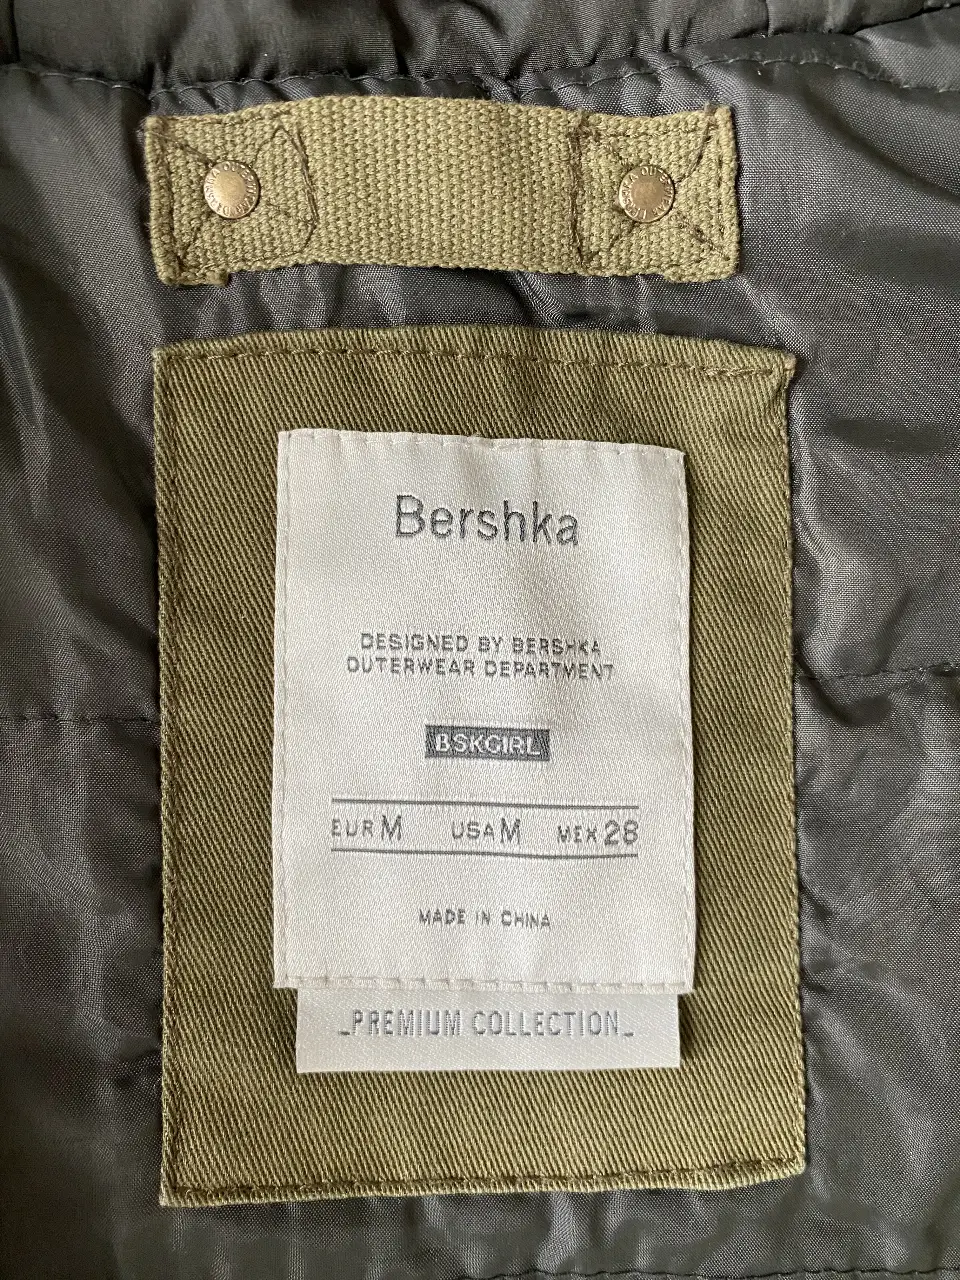 Bershka
DESIGNED BY BERSHKA
OUTERWEAR DEPARTMENT
BSKGIRL
EUR M USA M MEX 28
MADE IN CHINA
_PREMIUM COLLECTION_